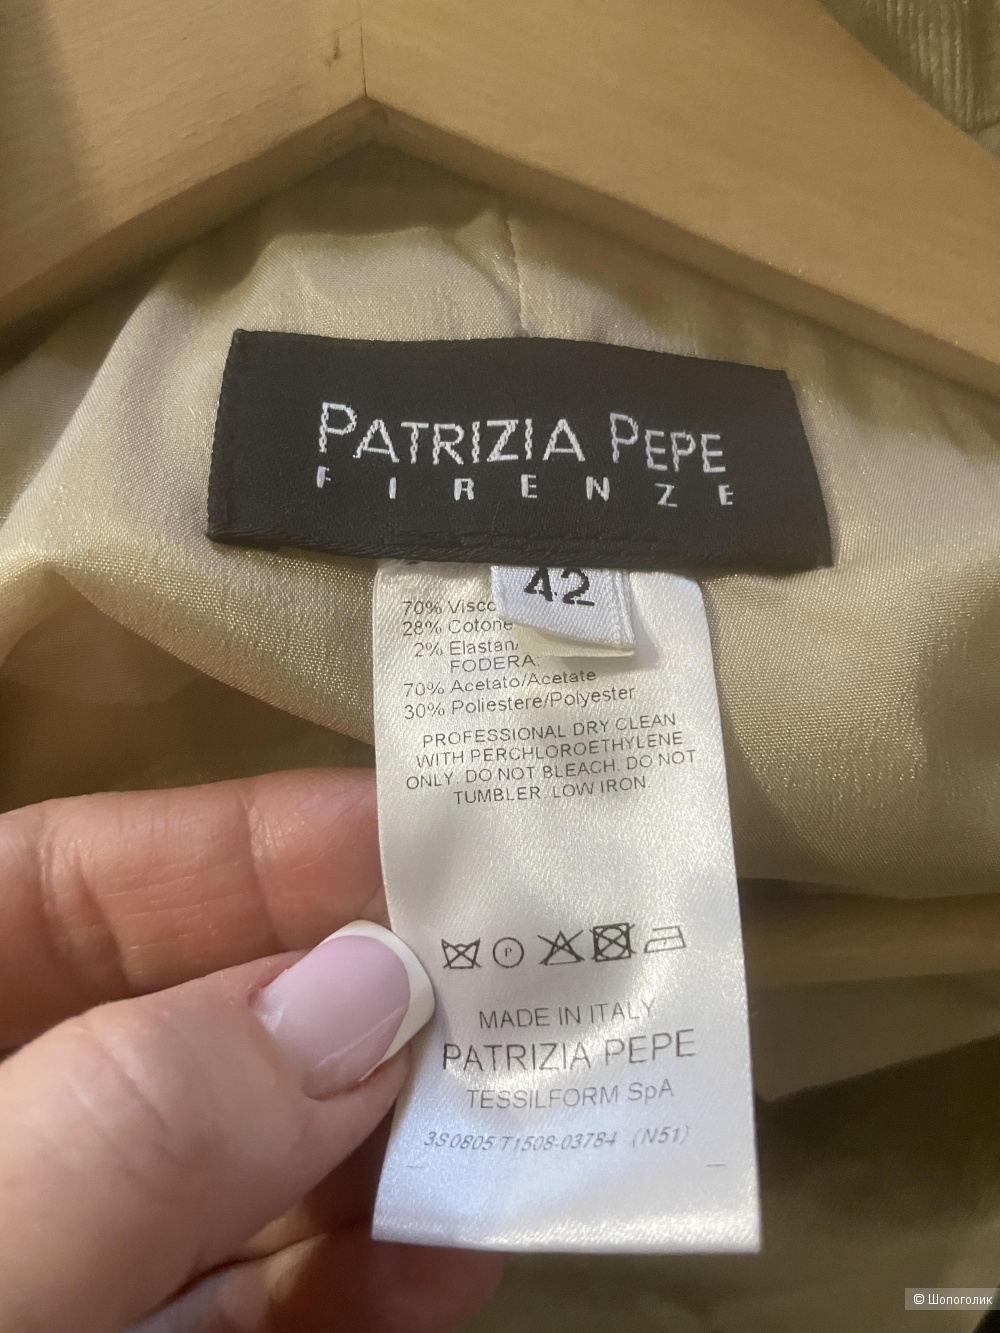 PATRIZIA PEPE
FIRENZE
42
70% Visco
28% Cotone
2% Elastan/
FODERA:
70% Acetato/Acetate
30% Poliestere/Polyester
PROFESSIONAL DRY CLEAN
WITH PERCHLOROETHYLENE
ONLY. DO NOT BLEACH. DO NOT
TUMBLER. LOW IRON.
P
MADE IN ITALY
PATRIZIA PEPE
TESSILFORM SpA
3S0805 T1508-03784 (N51)
© Шопоголик